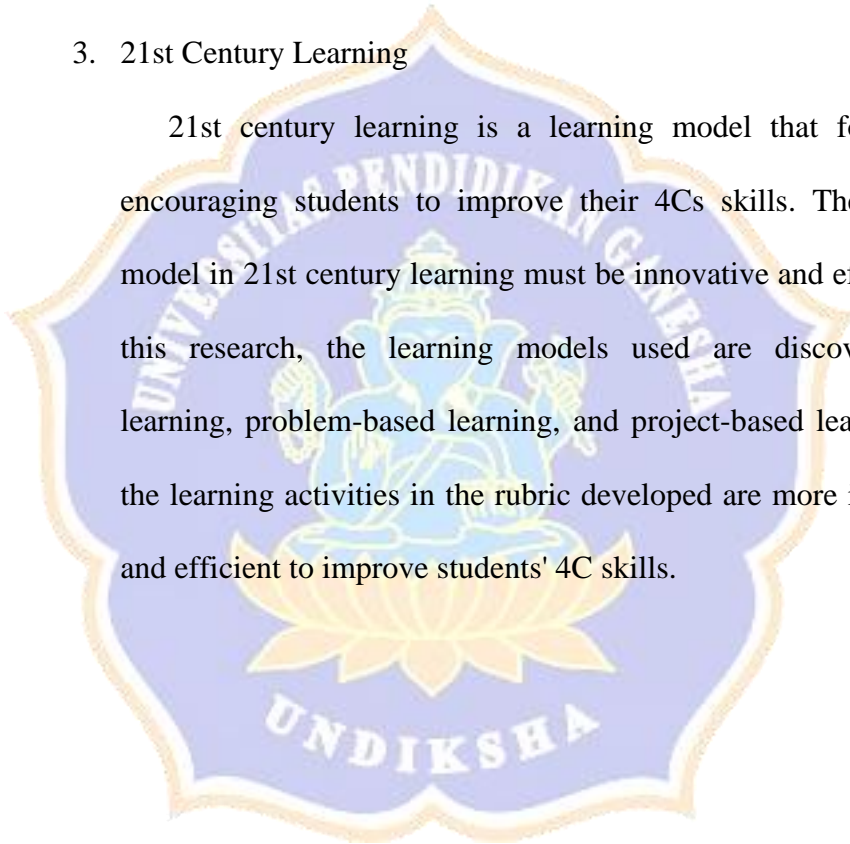 3. 21st Century Learning
21st century learning is a learning model that
encouraging students to improve their 4Cs skills.
model in 21st century learning must be innovative and
this research, the learning models used are
learning, problem-based learning, and project-based
the learning activities in the rubric developed are more
and efficient to improve students' 4C skills.
UNIVERSITAS PENDIDIKAN GANESHA
UNDIKSHA